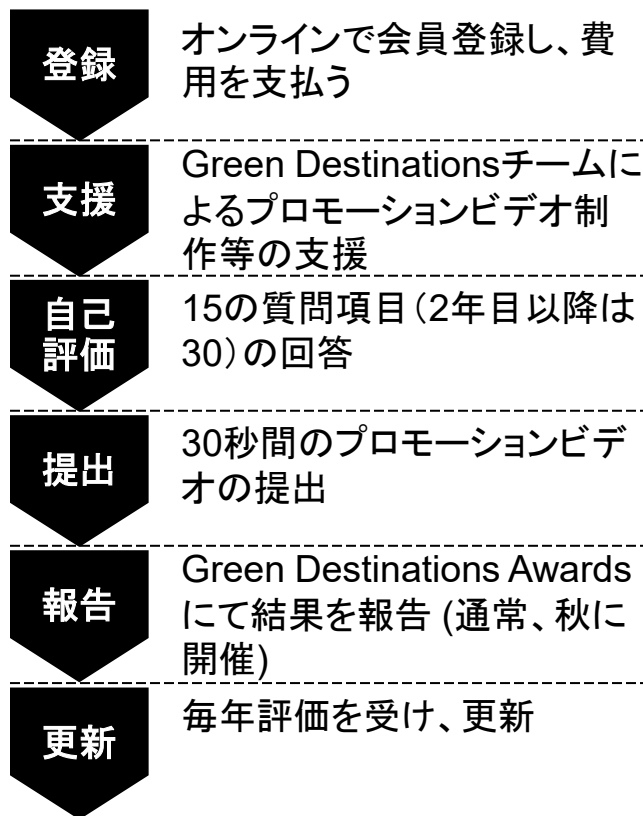 登録
オンラインで会員登録し、費
用を支払う
支援
Green Destinationsチームに
よるプロモーションビデオ制
作等の支援
自己
評価
15の質問項目（2年目以降は
30）の回答
提出
30秒間のプロモーションビデ
オの提出
報告
Green Destinations Awards
にて結果を報告 (通常、秋に
開催)
更新
毎年評価を受け、更新